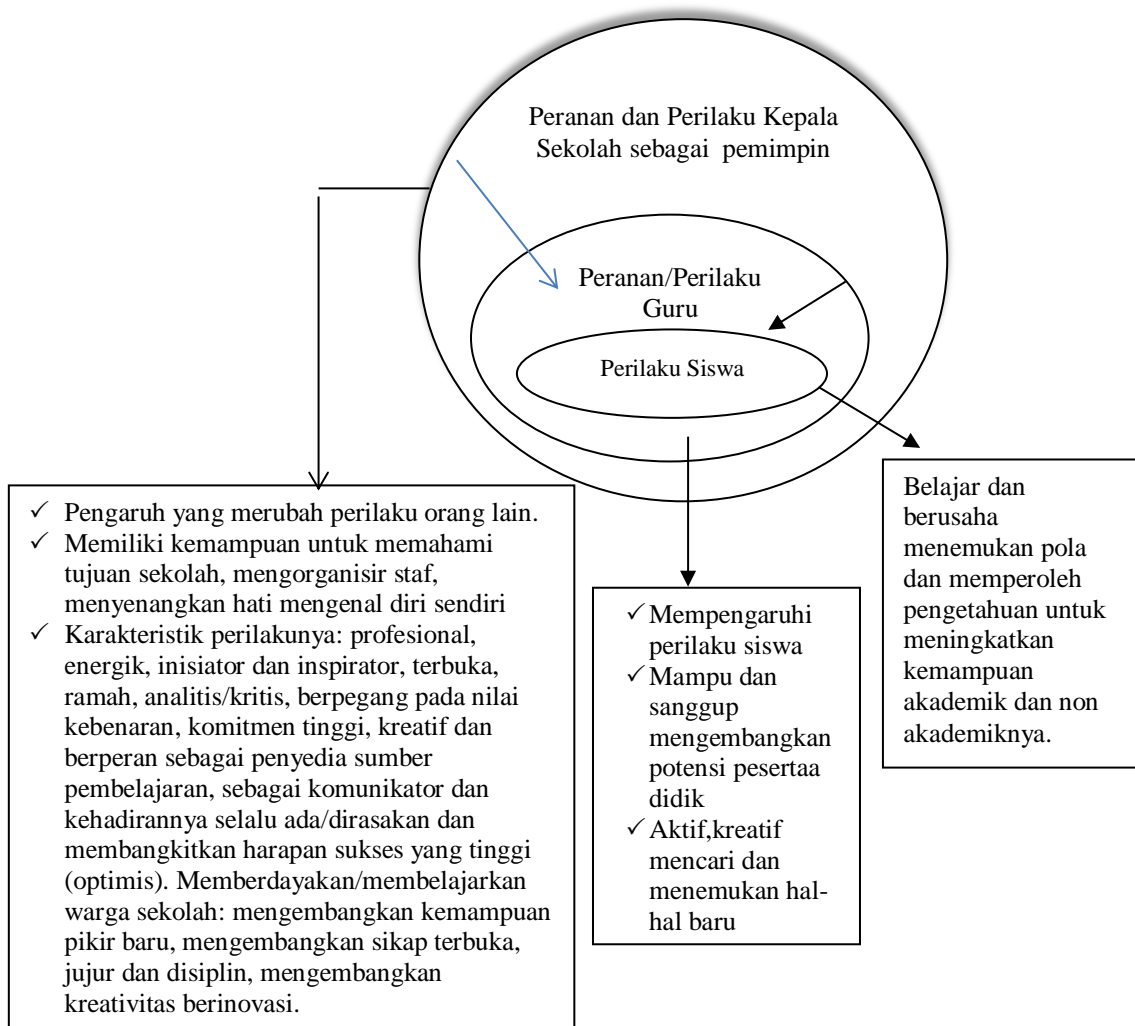 Peranan dan Perilaku Kepala
Sekolah sebagai pemimpin
Peranan/Perilaku
Guru
Perilaku Siswa
✓ Pengaruh yang merubah perilaku orang lain.
✓ Memiliki kemampuan untuk memahami
tujuan sekolah, mengorganisir staf,
menyenangkan hati mengenal diri sendiri
✓ Karakteristik perilakunya: profesional,
energik, inisiator dan inspirator, terbuka,
ramah, analitis/kritis, berpegang pada nilai
kebenaran, komitmen tinggi, kreatif dan
berperan sebagai penyedia sumber
pembelajaran, sebagai komunikator dan
kehadirannya selalu ada/dirasakan dan
membangkitkan harapan sukses yang tinggi
(optimis). Memberdayakan/membelajarkan
warga sekolah: mengembangkan kemampuan
pikir baru, mengembangkan sikap terbuka,
jujur dan disiplin, mengembangkan
kreativitas berinovasi.
✓ Mempengaruhi
perilaku siswa
✓ Mampu dan
sanggup
mengembangkan
potensi pesertaa
didik
✓ Aktif,kreatif
mencari dan
menemukan hal-
hal baru
Belajar dan
berusaha
menemukan pola
dan memperoleh
pengetahuan untuk
meningkatkan
kemampuan
akademik dan non
akademiknya.